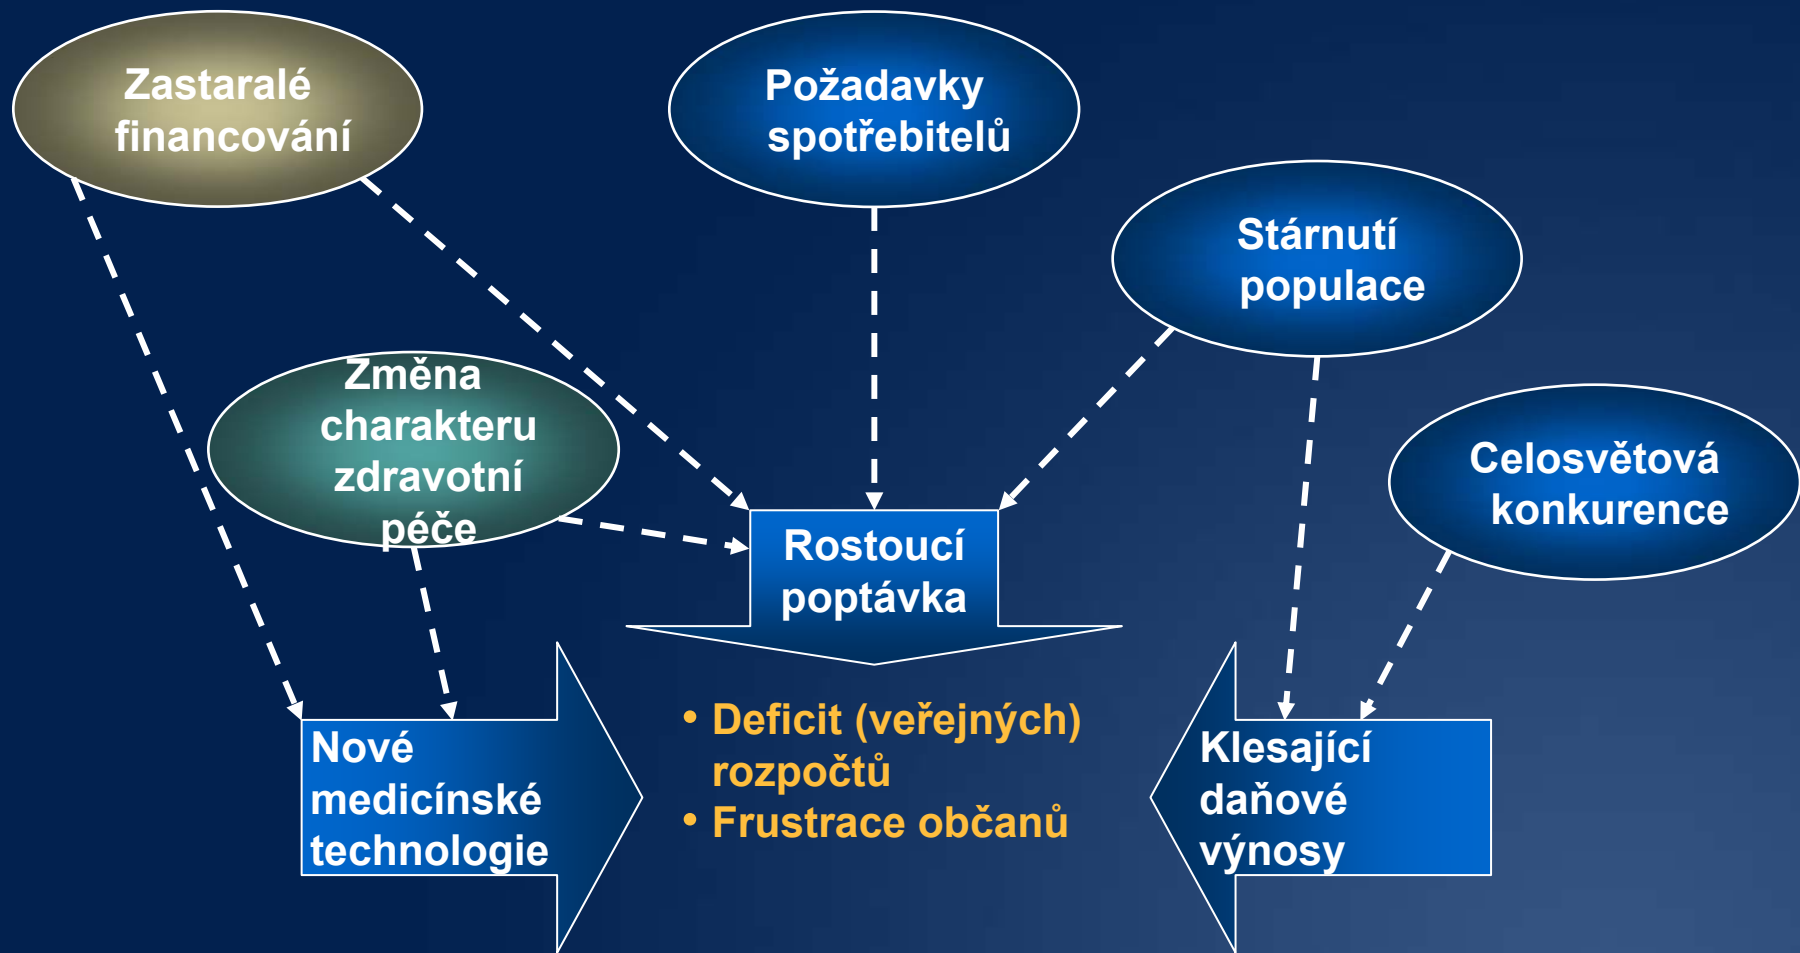 Zastaralé
financování
Požadavky
spotřebitelů
Stárnutí
populace
Změna
charakteru
zdravotní
péče
Celosvětová
konkurence
Rostoucí
poptávka
Nové
medicínské
technologie
• Deficit (veřejných)
rozpočtů
• Frustrace občanů
Klesající
daňové
výnosy